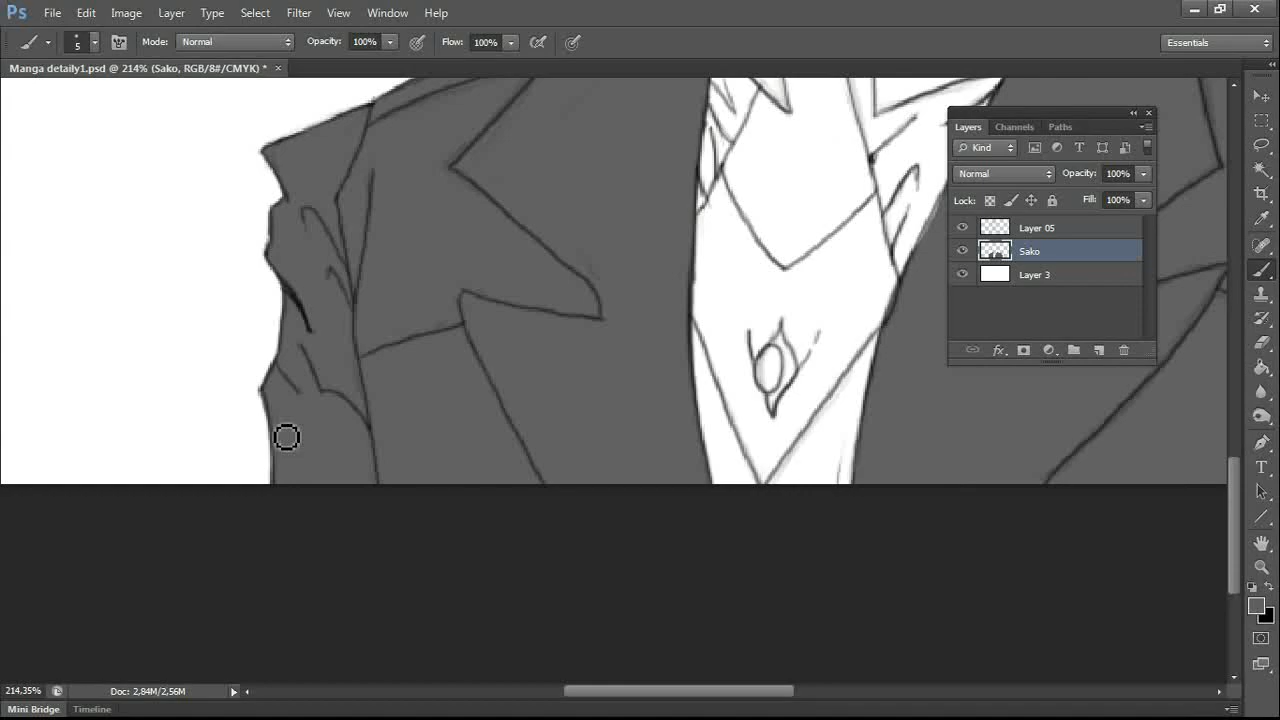 Ps File Edit Image Layer Type Select Filter View Window Help
5 Mode: Normal Opacity: 100% Flow: 100% Essentials
Manga detaily1.psd @ 214% (Sako, RGB/8#/CMYK) * ×
Layers Channels Paths
Kind T
Normal Opacity: 100%
Lock: Fill: 100%
Layer 05
Sako
Layer 3
fx
T
214,35% Doc: 2,84M/2,56M
Mini Bridge Timeline